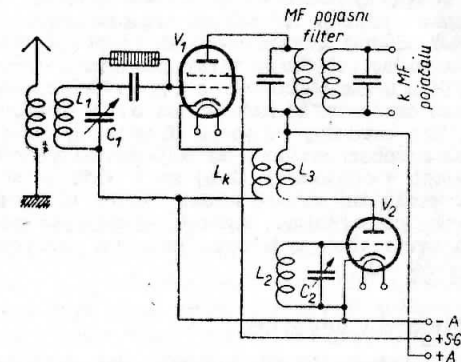 MF pojasni
filter
V1
L1
C1
k MF
pojačalu
Lk
L3
V2
L2
C2
- A
+SG
+A